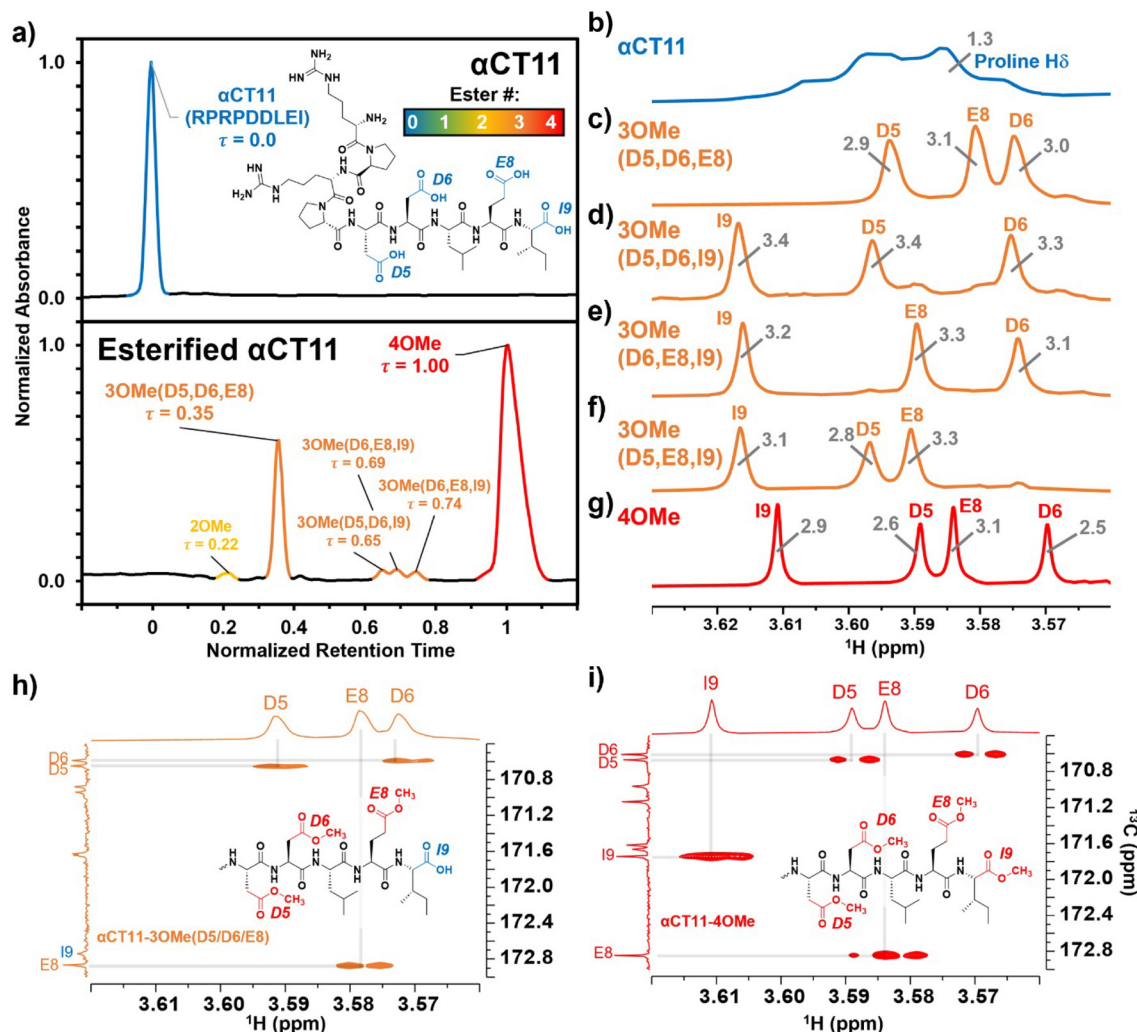 a)
αCT11
αCT11
(RPRPDDLEI)
τ = 0.0
Ester #:
0 1 2 3 4
NH₂
HN NH
NH₂
O
HN
H₂N NH
D6
E8
I9
D5
1.0
0.0
Normalized Absorbance
Esterified αCT11
4OMe
τ = 1.00
3OMe(D5,D6,E8)
τ = 0.35
3OMe(D6,E8,I9)
τ = 0.69
3OMe(D6,E8,I9)
τ = 0.74
2OMe
τ = 0.22
3OMe(D5,D6,I9)
τ = 0.65
1.0
0.0
0 0.2 0.4 0.6 0.8 1
Normalized Retention Time
b)
αCT11
1.3
Proline Hδ
c)
3OMe
(D5,D6,E8)
D5 E8 D6
2.9 3.1 3.0
d)
3OMe
(D5,D6,I9)
I9 D5 D6
3.4 3.4 3.3
e)
3OMe
(D6,E8,I9)
I9 E8 D6
3.2 3.3 3.1
f)
3OMe
(D5,E8,I9)
I9 D5 E8
3.1 2.8 3.3
g)
4OMe
I9 D5 E8 D6
2.9 2.6 3.1 2.5
3.62 3.61 3.60 3.59 3.58 3.57
¹H (ppm)
h)
D5 E8 D6
D6
D5
I9
E8
E8
CH₃
D6
CH₃
I9
OH
CH₃
D5
αCT11-3OMe(D5/D6/E8)
170.8
171.2
171.6
172.0
172.4
172.8
3.61 3.60 3.59 3.58 3.57
¹H (ppm)
i)
I9 D5 E8 D6
D6
D5
I9
E8
E8
CH₃
D6
CH₃
I9
CH₃
CH₃
D5
αCT11-4OMe
170.8
171.2
171.6
172.0
172.4
172.8
¹³C (ppm)
3.61 3.60 3.59 3.58 3.57
¹H (ppm)